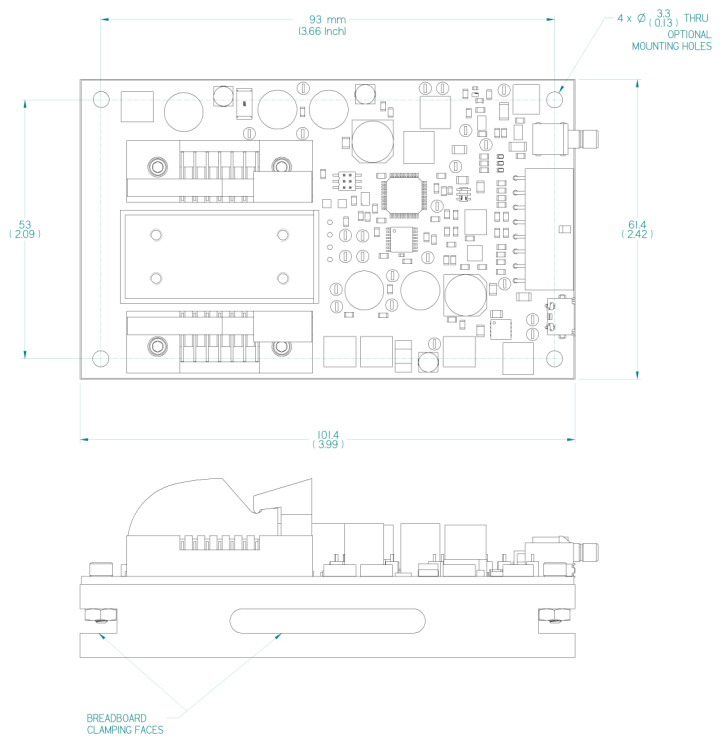 93 mm
(3.66 Inch)
4 x Ø 3.3 THRU
(0.13)
OPTIONAL
MOUNTING HOLES
53
(2.09)
61.4
(2.42)
101.4
(3.99)
BREADBOARD
CLAMPING FACES